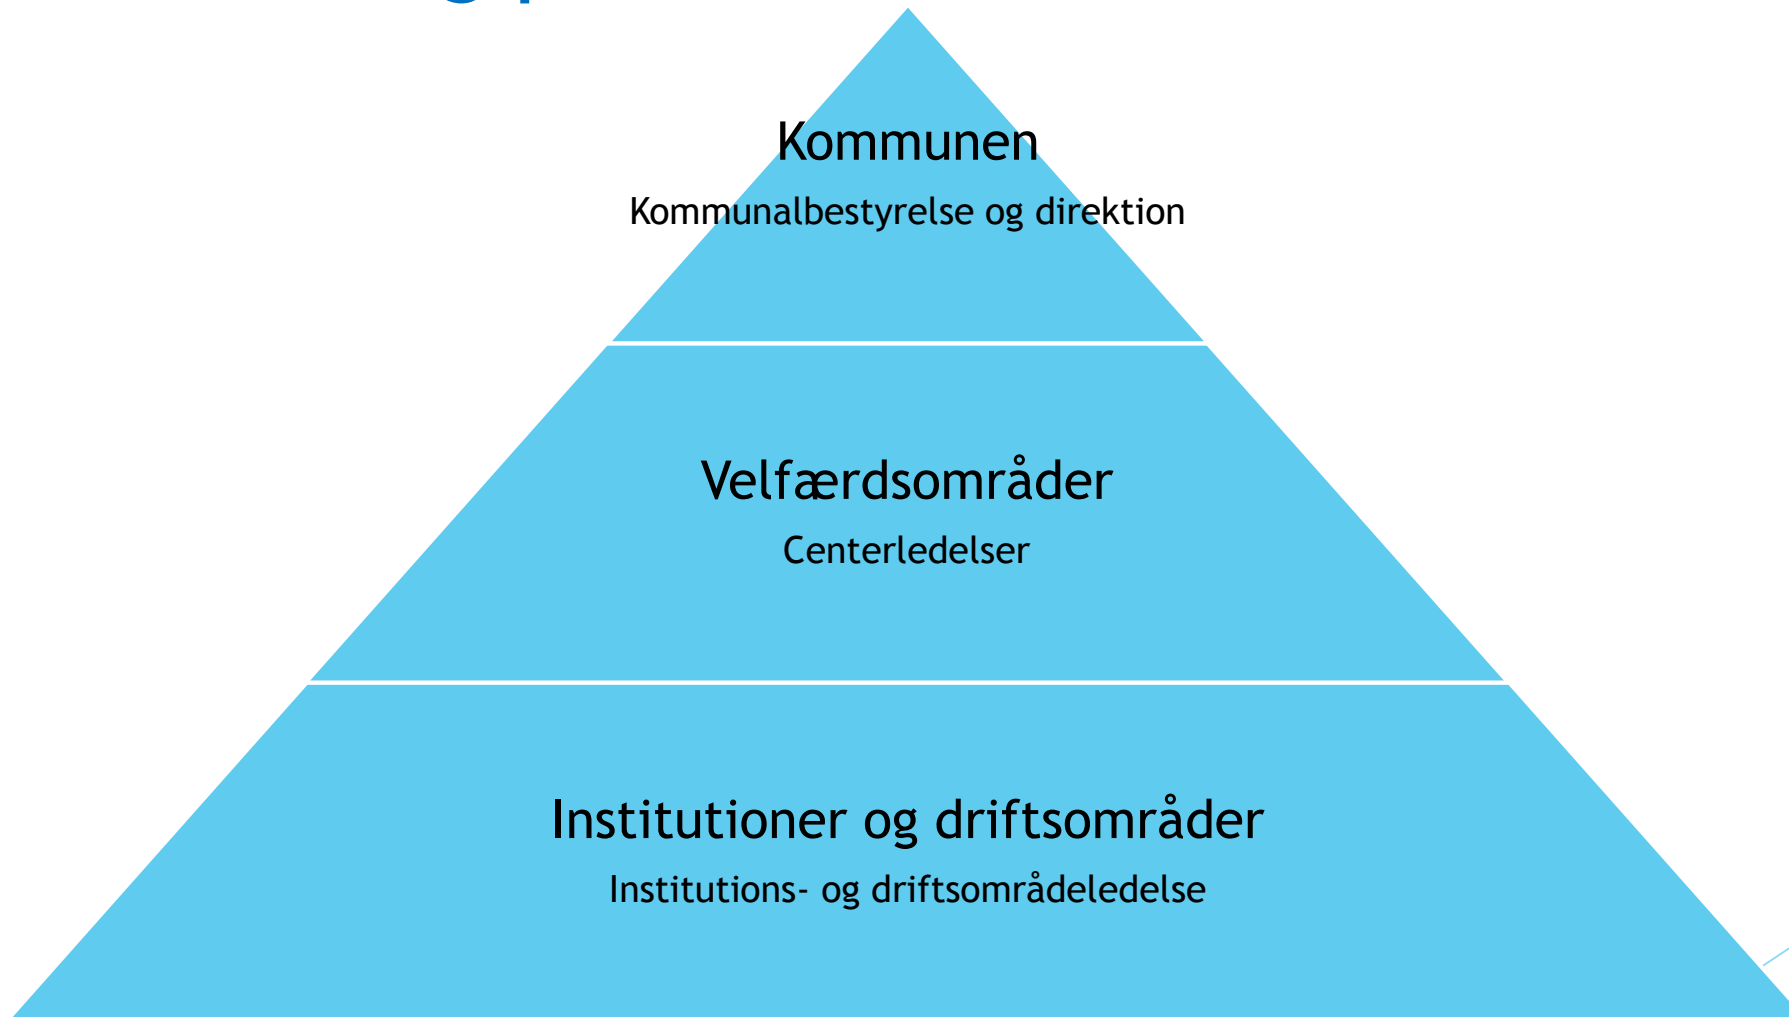 Kommunen
Kommunalbestyrelse og direktion
Velfærdsområder
Centerledelser
Institutioner og driftsområder
Institutions- og driftsområdeledelse